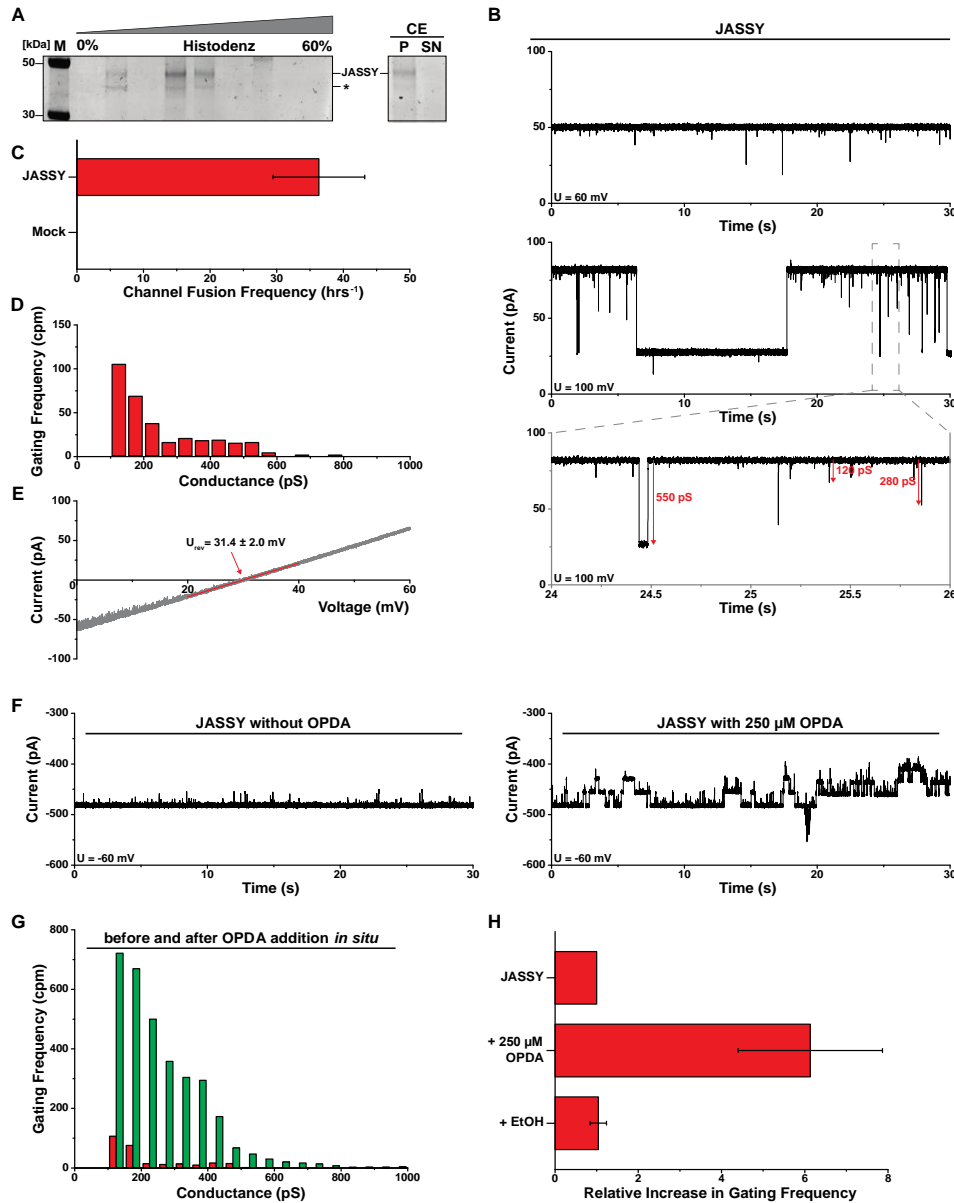 A
[kDa] M 0% Histodenz 60%
50
30
JASSY
*
CE
P SN
B
JASSY
100
50
0
U = 60 mV
0 10 20 30
Time (s)
100
50
0
Current (pA)
U = 100 mV
0 10 20 30
Time (s)
100
50
0
550 pS
120 pS
280 pS
U = 100 mV
24 24.5 25 25.5 26
Time (s)
C
JASSY
Mock
0 10 20 30 40 50
Channel Fusion Frequency (hrs⁻¹)
D
150
100
50
0
Gating Frequency (cpm)
0 200 400 600 800 1000
Conductance (pS)
E
100
50
0
-50
-100
Current (pA)
Urev= 31.4 ± 2.0 mV
20 40 60
Voltage (mV)
F
JASSY without OPDA
-300
-400
-500
-600
Current (pA)
U = -60 mV
0 10 20 30
Time (s)
JASSY with 250 µM OPDA
-300
-400
-500
-600
Current (pA)
U = -60 mV
0 10 20 30
Time (s)
G
before and after OPDA addition in situ
800
600
400
200
0
Gating Frequency (cpm)
0 200 400 600 800 1000
Conductance (pS)
H
JASSY
+ 250 µM
OPDA
+ EtOH
0 2 4 6 8
Relative Increase in Gating Frequency